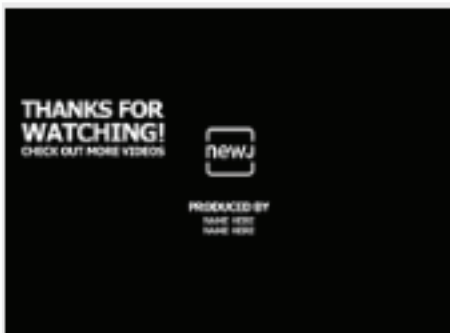 THANKS FOR
WATCHING!
CHECK OUT MORE VIDEOS
newJ
PRODUCED BY
NAME HERE
NAME HERE